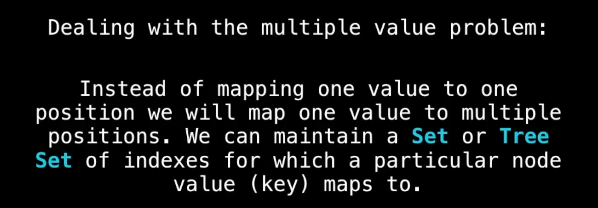 Dealing with the multiple value problem:
Instead of mapping one value to one
position we will map one value to multiple
positions. We can maintain a Set or Tree
Set of indexes for which a particular node
value (key) maps to.